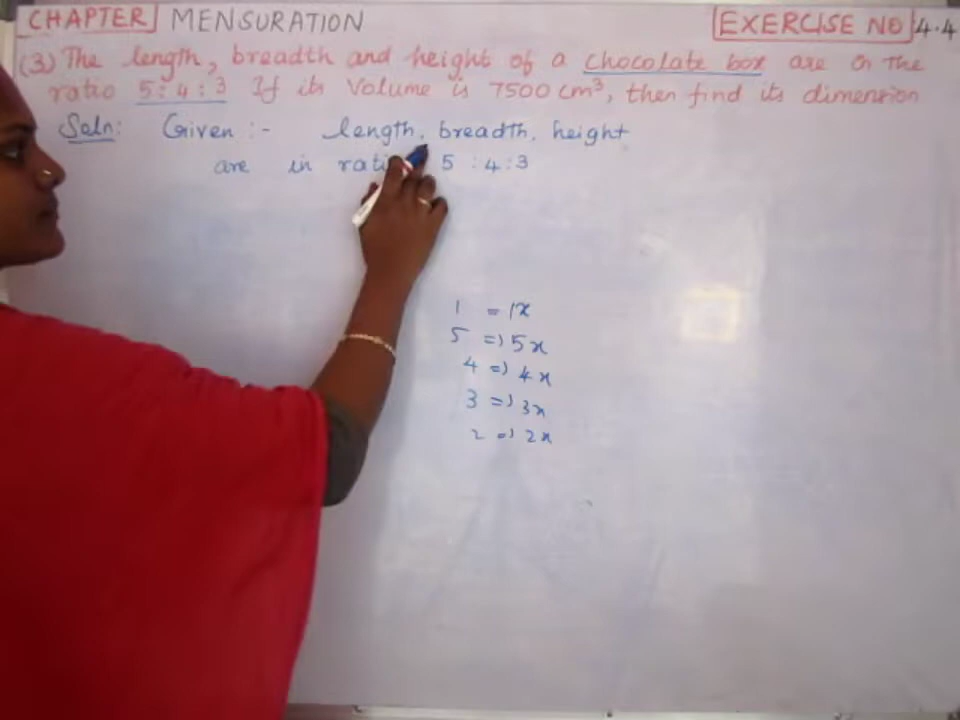 CHAPTER MENSURATION EXERCISE NO 4.4
(3) The length, breadth and height of a chocolate box are in the
ratio 5:4:3 If its Volume is 7500 cm³, then find its dimension
Soln: Given :- length, breadth, height
are in rati 5 : 4 : 3
1 = 1x
5 => 5x
4 => 4x
3 => 3x
2 => 2x